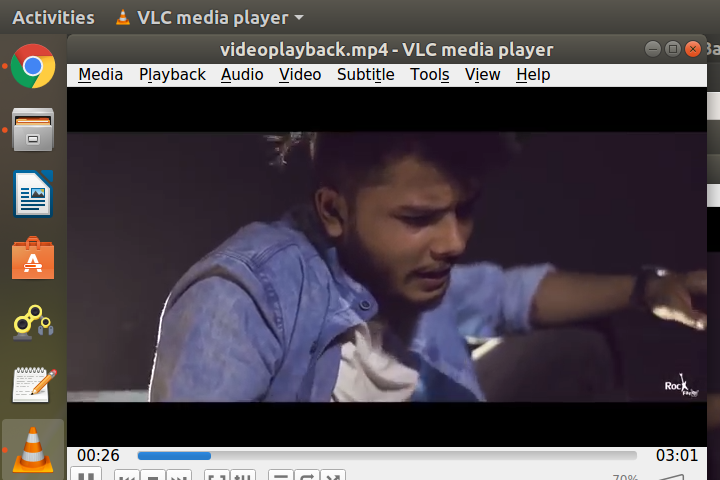 Activities VLC media player
videoplayback.mp4 - VLC media player
Media Playback Audio Video Subtitle Tools View Help
Rock
00:26 03:01
70%